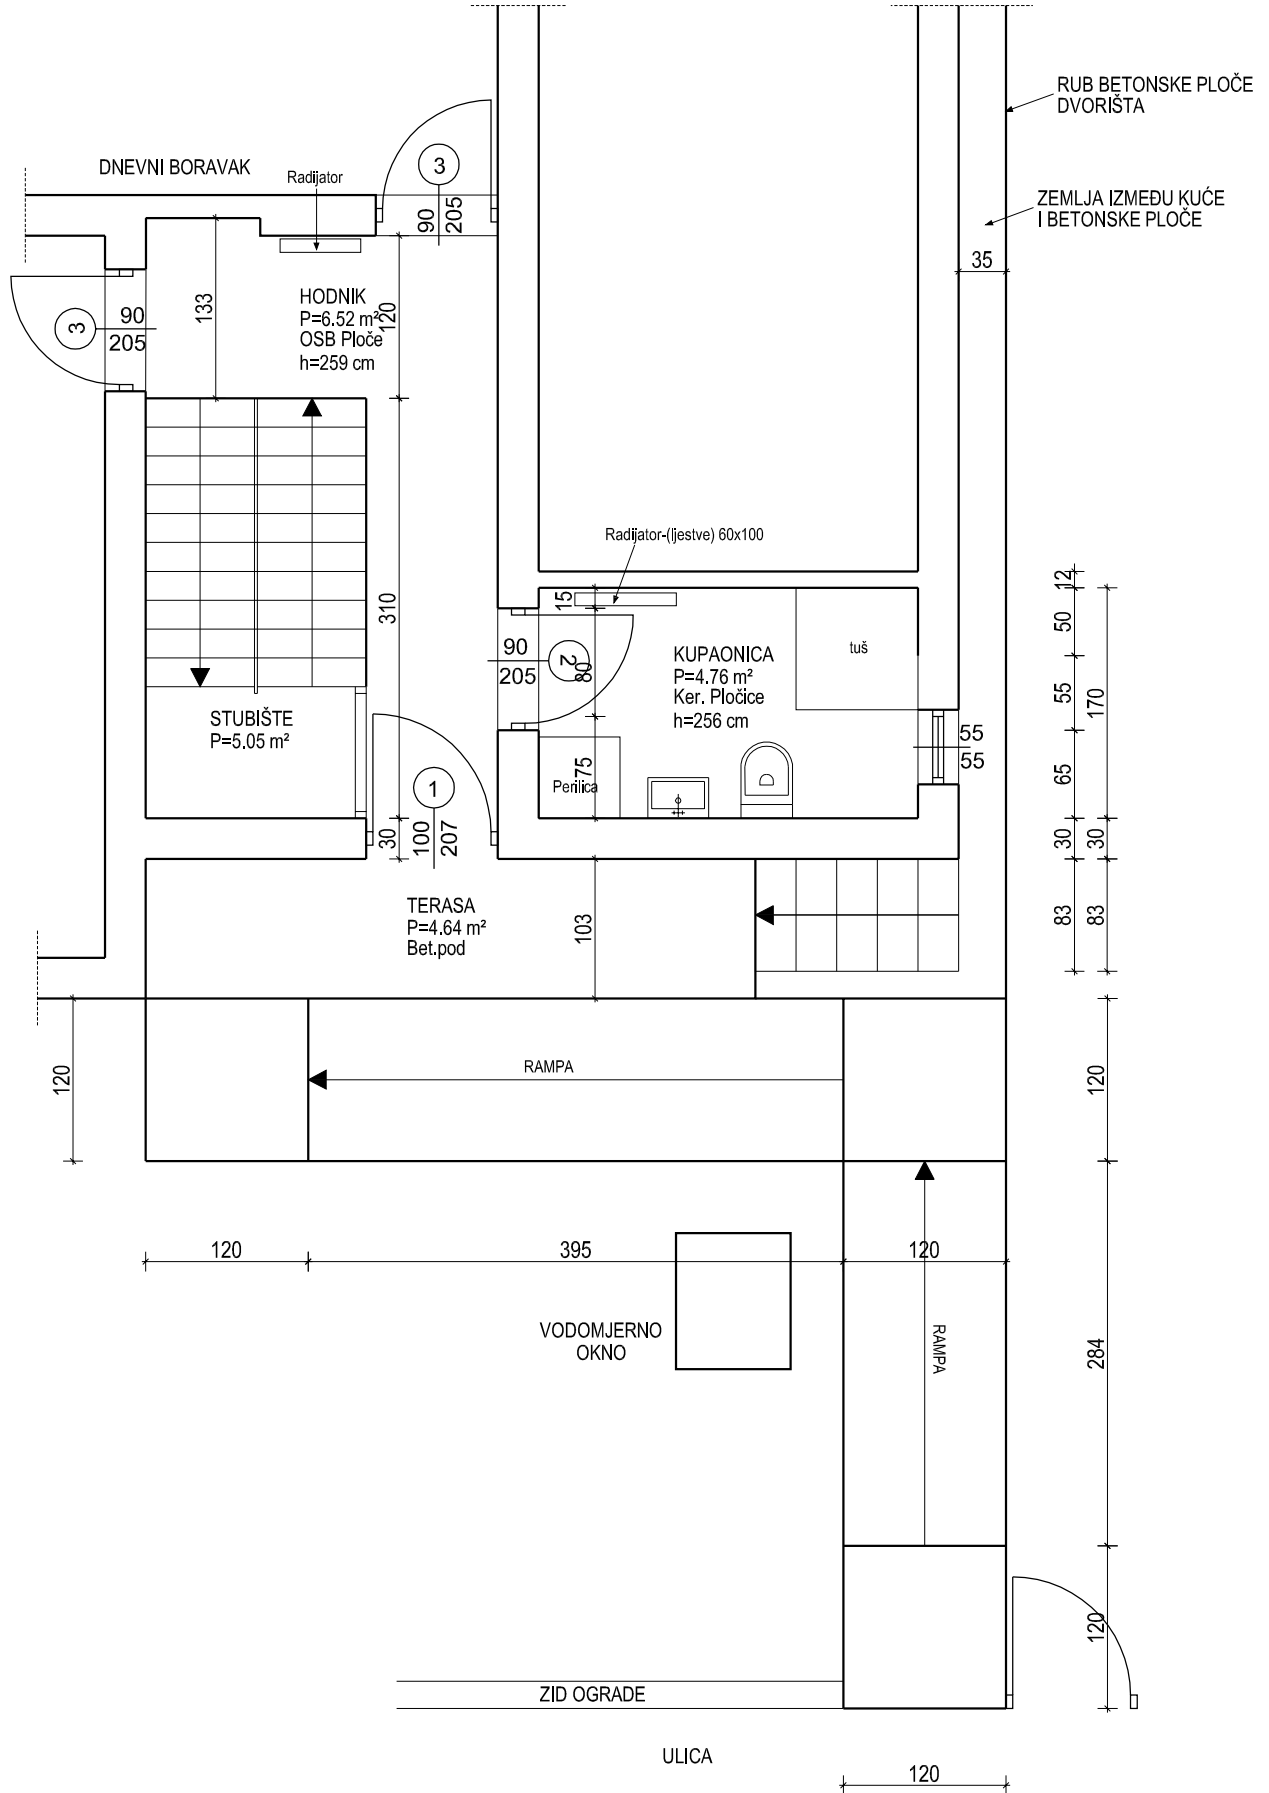 RUB BETONSKE PLOČE
DVORIŠTA
DNEVNI BORAVAK
Radijator
3
90
205
ZEMLJA IZMEĐU KUĆE
I BETONSKE PLOČE
35
HODNIK
P=6.52 m²
OSB Ploče
h=259 cm
133
120
3
90
205
310
Radijator-(ljestve) 60x100
15
80
75
90
205
2
KUPAONICA
P=4.76 m²
Ker. Pločice
h=256 cm
tuš
Perilica
55
55
12
50
55
65
30
83
170
30
83
STUBIŠTE
P=5.05 m²
1
100
207
30
TERASA
P=4.64 m²
Bet.pod
103
120
RAMPA
120
120
395
120
VODOMJERNO
OKNO
RAMPA
284
120
ZID OGRADE
ULICA
120